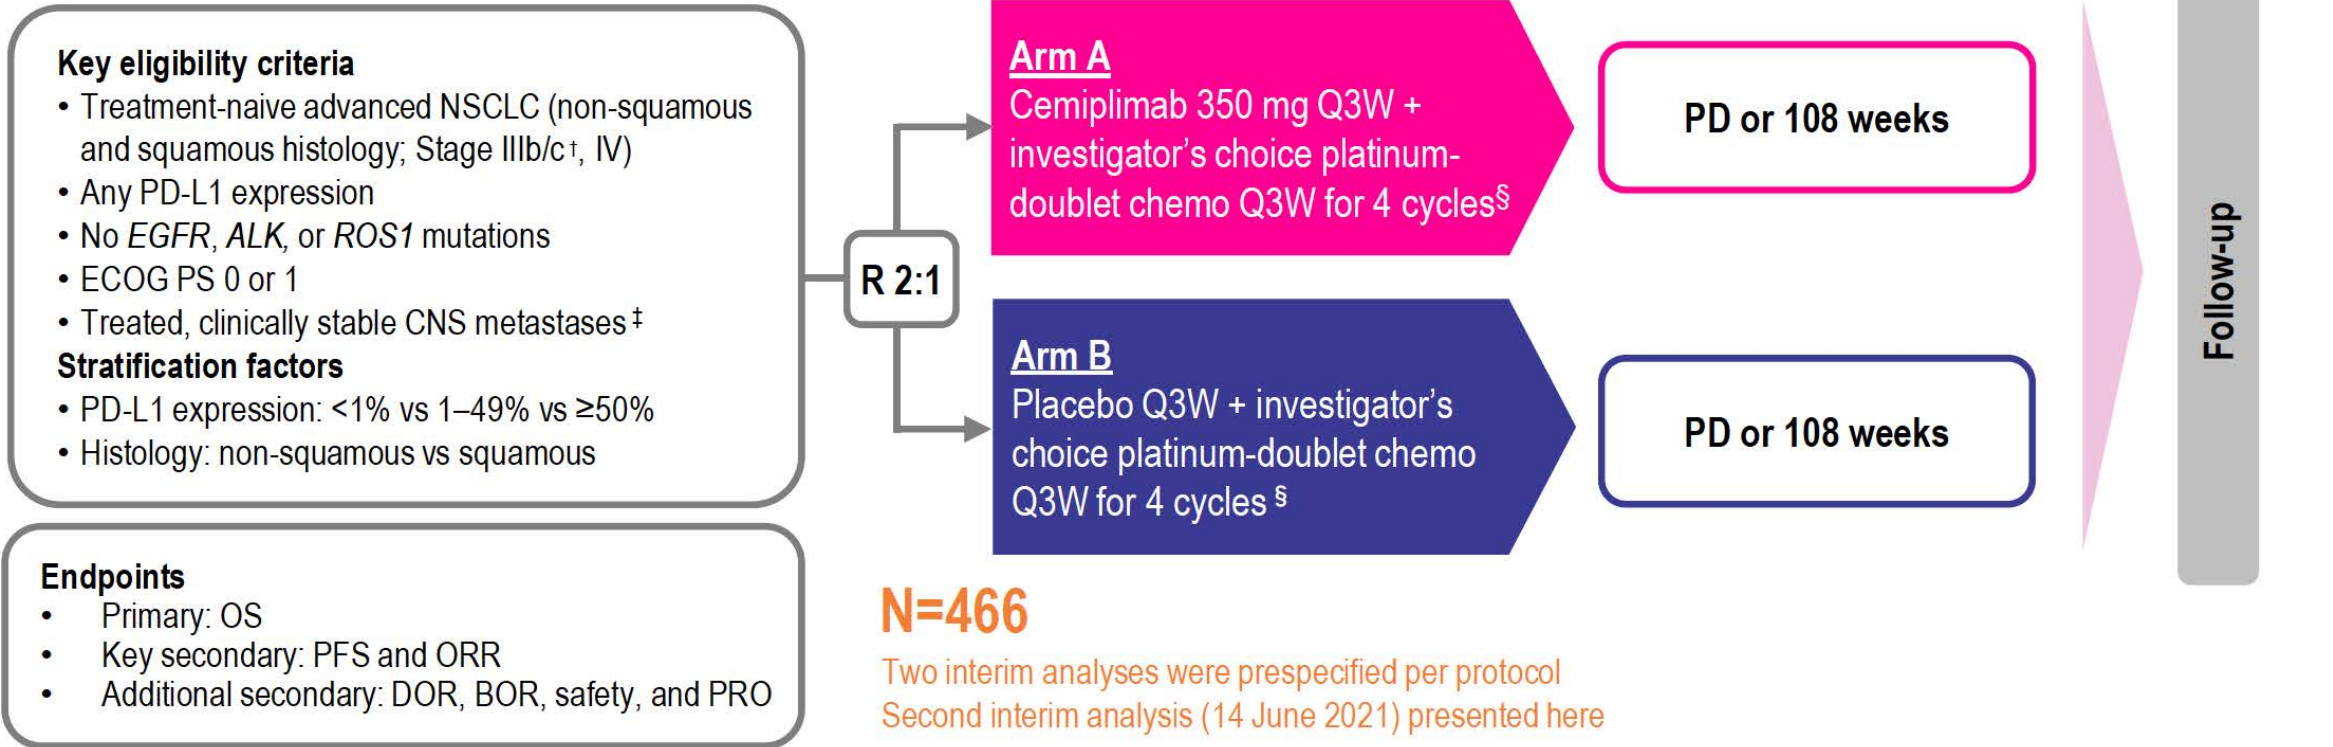 Key eligibility criteria
• Treatment-naive advanced NSCLC (non-squamous
and squamous histology; Stage IIIb/c†, IV)
• Any PD-L1 expression
• No EGFR, ALK, or ROS1 mutations
• ECOG PS 0 or 1
• Treated, clinically stable CNS metastases‡
Stratification factors
• PD-L1 expression: <1% vs 1–49% vs ≥50%
• Histology: non-squamous vs squamous
Endpoints
• Primary: OS
• Key secondary: PFS and ORR
• Additional secondary: DOR, BOR, safety, and PRO
R 2:1
Arm A
Cemiplimab 350 mg Q3W +
investigator’s choice platinum-
doublet chemo Q3W for 4 cycles§
PD or 108 weeks
Arm B
Placebo Q3W + investigator’s
choice platinum-doublet chemo
Q3W for 4 cycles §
PD or 108 weeks
Follow-up
N=466
Two interim analyses were prespecified per protocol
Second interim analysis (14 June 2021) presented here